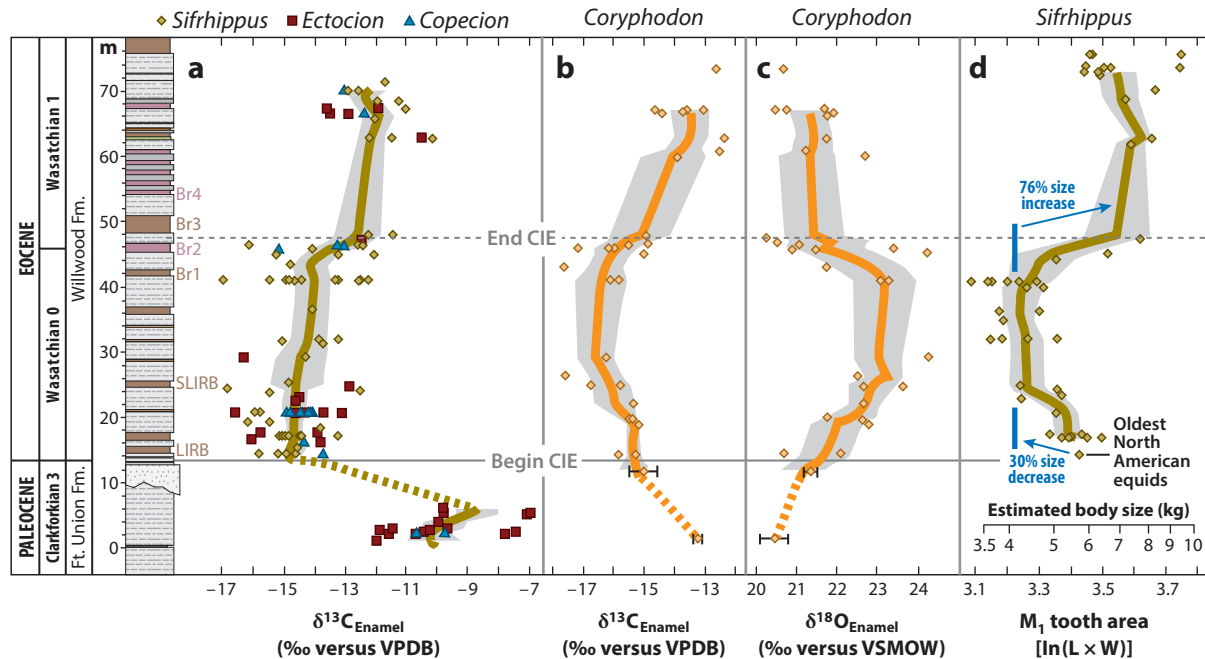 Sifrhippus Ectocion Copecion Coryphodon Coryphodon Sifrhippus
m
a
b
c
d
EOCENE
PALEOCENE
Wasatchian 1
Wasatchian 0
Clarkforkian 3
Willwood Fm.
Ft. Union Fm.
70
60
50
40
30
20
10
0
Br4
Br3
Br2
Br1
SLIRB
LIRB
End CIE
Begin CIE
76% size
increase
30% size
decrease
Oldest
North
American
equids
Estimated body size (kg)
3.5 4 5 6 7 8 9 10
−17 −15 −13 −11 −9 −7
−17 −15 −13
20 21 22 23 24
3.1 3.3 3.5 3.7
δ13CEnamel
(‰ versus VPDB)
δ13CEnamel
(‰ versus VPDB)
δ18OEnamel
(‰ versus VSMOW)
M1 tooth area
[ln(L × W)]